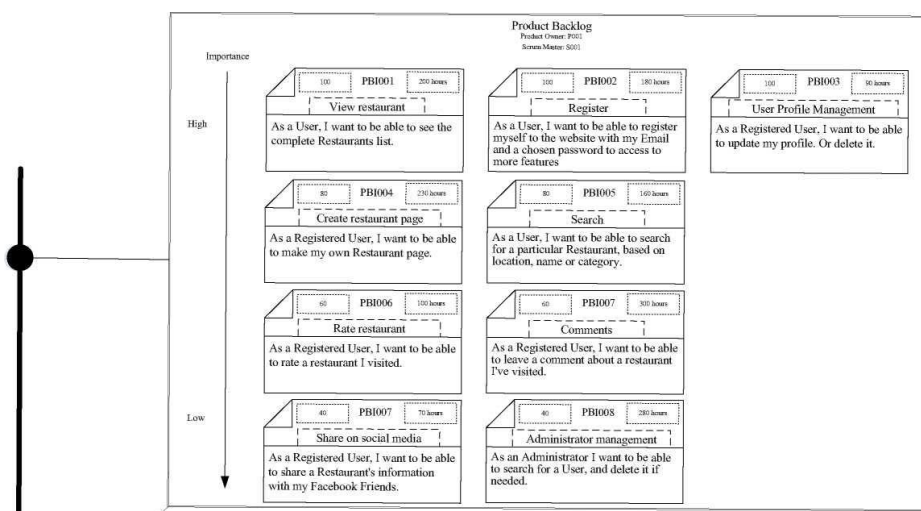 Product Backlog
Product Owner: P001
Scrum Master: S001
Importance
High
Low
100 PBI001 200 hours
View restaurant
As a User, I want to be able to see the
complete Restaurants list.
100 PBI002 180 hours
Register
As a User, I want to be able to register
myself to the website with my Email
and a chosen password to access to
more features
100 PBI003 90 hours
User Profile Management
As a Registered User, I want to be able
to update my profile. Or delete it.
80 PBI004 230 hours
Create restaurant page
As a Registered User, I want to be able
to make my own Restaurant page.
80 PBI005 160 hours
Search
As a User, I want to be able to search
for a particular Restaurant, based on
location, name or category.
60 PBI006 100 hours
Rate restaurant
As a Registered User, I want to be able
to rate a restaurant I visited.
60 PBI007 300 hours
Comments
As a Registered User, I want to be able
to leave a comment about a restaurant
I've visited.
40 PBI007 70 hours
Share on social media
As a Registered User, I want to be able
to share a Restaurant's information
with my Facebook Friends.
40 PBI008 280 hours
Administrator management
As an Administrator I want to be able
to search for a User, and delete it if
needed.